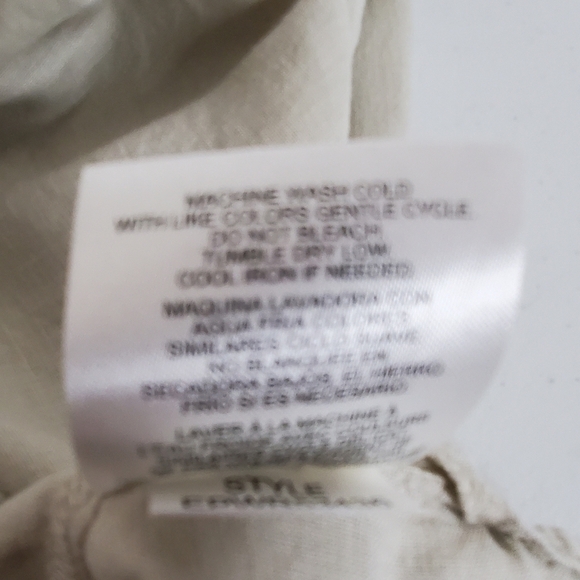 MACHINE WASH COLD
WITH LIKE COLORS GENTLE CYCLE.
DO NOT BLEACH.
TUMBLE DRY LOW.
COOL IRON IF NEEDED.
MAQUINA LAVADORA CON
AGUA FINA COLORES
SIMILARES CICLO SUAVE.
NO BLANQUEE EN
SECADORA BAJO. EL HIERRO
FRIO SI ES NECESARIO.
LAVER À LA MACHINE À
STYLE